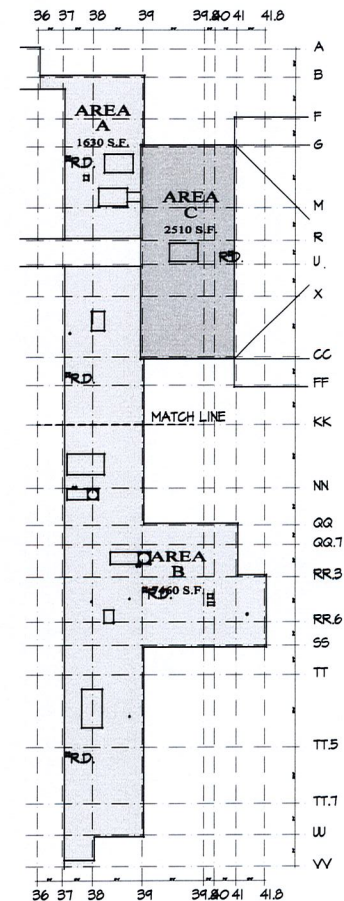 36 37 38 39 39.8 40 41 41.8
A
B
F
AREA
A
1630 S.F.
G
R.D.
AREA
C
2510 S.F.
M
R
R.D.
U
X
CC
R.D.
FF
MATCH LINE
KK
NN
QQ
QQ.7
AREA
B
RR.3
R.D.
7460 S.F.
RR.6
SS
TT
TT.5
R.D.
TT.7
UU
VV
36 37 38 39 39.8 40 41 41.8